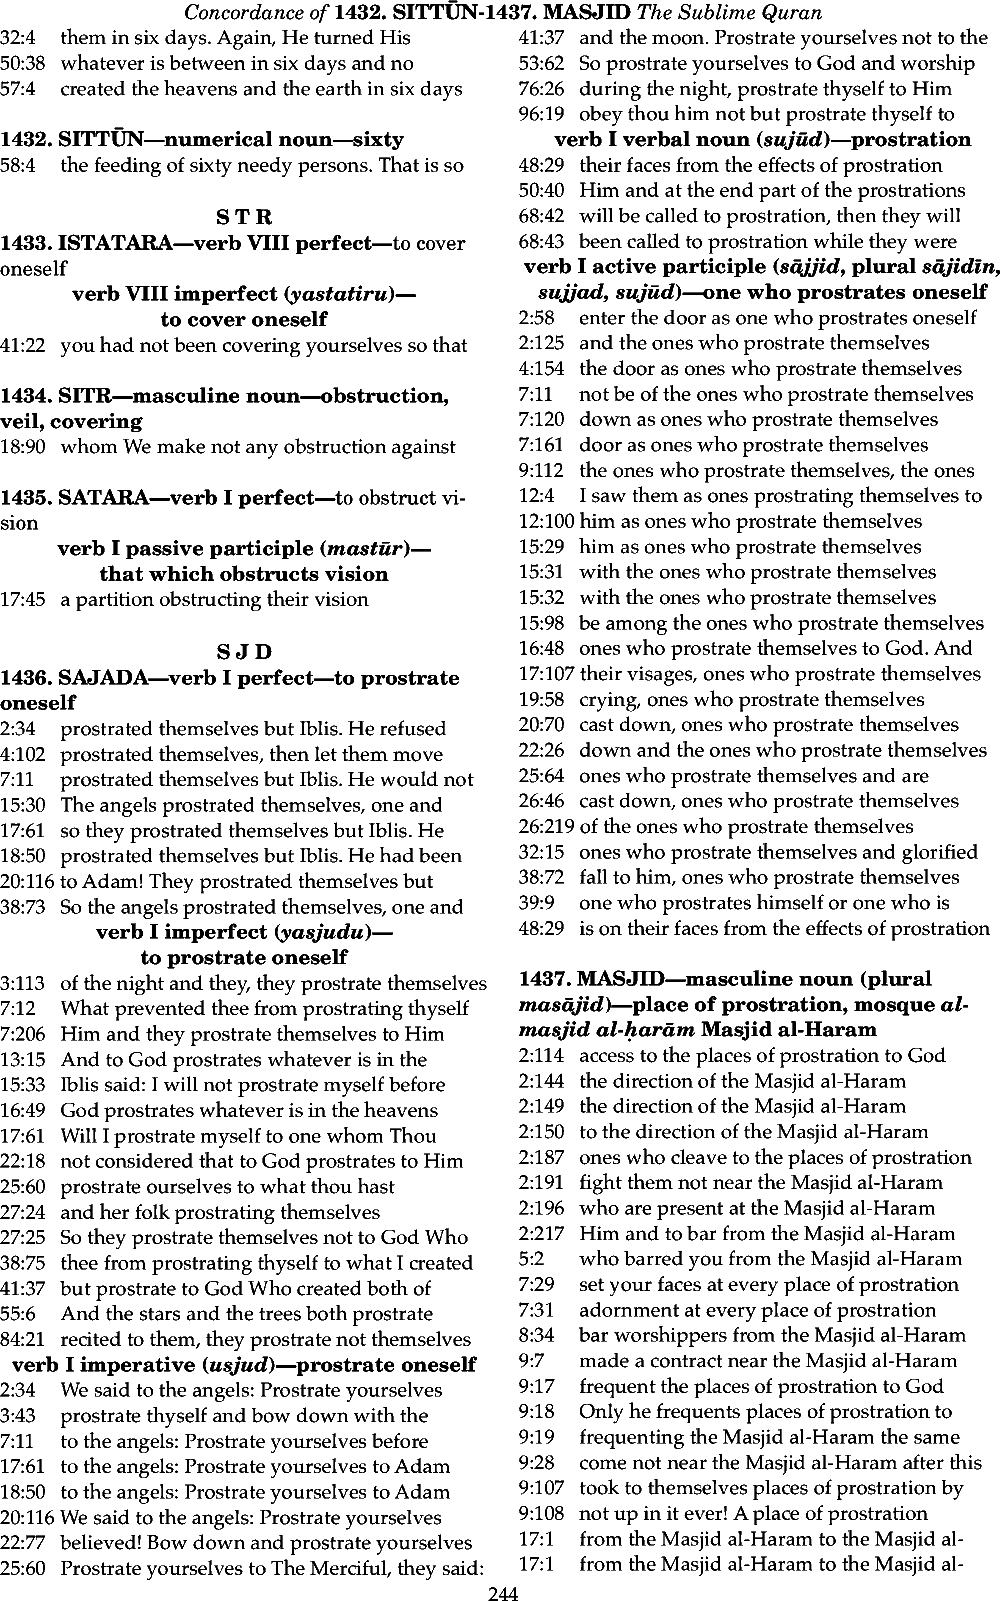 Concordance of 1432. SITTŪN-1437. MASJID The Sublime Quran
32:4 them in six days. Again, He turned His
50:38 whatever is between in six days and no
57:4 created the heavens and the earth in six days
1432. SITTŪN—numerical noun—sixty
58:4 the feeding of sixty needy persons. That is so
S T R
1433. ISTATARA—verb VIII perfect—to cover
oneself
verb VIII imperfect (yastatiru)—
to cover oneself
41:22 you had not been covering yourselves so that
1434. SITR—masculine noun—obstruction,
veil, covering
18:90 whom We make not any obstruction against
1435. SATARA—verb I perfect—to obstruct vi-
sion
verb I passive participle (mastūr)—
that which obstructs vision
17:45 a partition obstructing their vision
S J D
1436. SAJADA—verb I perfect—to prostrate
oneself
2:34 prostrated themselves but Iblis. He refused
4:102 prostrated themselves, then let them move
7:11 prostrated themselves but Iblis. He would not
15:30 The angels prostrated themselves, one and
17:61 so they prostrated themselves but Iblis. He
18:50 prostrated themselves but Iblis. He had been
20:116 to Adam! They prostrated themselves but
38:73 So the angels prostrated themselves, one and
verb I imperfect (yasjudu)—
to prostrate oneself
3:113 of the night and they, they prostrate themselves
7:12 What prevented thee from prostrating thyself
7:206 Him and they prostrate themselves to Him
13:15 And to God prostrates whatever is in the
15:33 Iblis said: I will not prostrate myself before
16:49 God prostrates whatever is in the heavens
17:61 Will I prostrate myself to one whom Thou
22:18 not considered that to God prostrates to Him
25:60 prostrate ourselves to what thou hast
27:24 and her folk prostrating themselves
27:25 So they prostrate themselves not to God Who
38:75 thee from prostrating thyself to what I created
41:37 but prostrate to God Who created both of
55:6 And the stars and the trees both prostrate
84:21 recited to them, they prostrate not themselves
verb I imperative (usjud)—prostrate oneself
2:34 We said to the angels: Prostrate yourselves
3:43 prostrate thyself and bow down with the
7:11 to the angels: Prostrate yourselves before
17:61 to the angels: Prostrate yourselves to Adam
18:50 to the angels: Prostrate yourselves to Adam
20:116 We said to the angels: Prostrate yourselves
22:77 believed! Bow down and prostrate yourselves
25:60 Prostrate yourselves to The Merciful, they said:
41:37 and the moon. Prostrate yourselves not to the
53:62 So prostrate yourselves to God and worship
76:26 during the night, prostrate thyself to Him
96:19 obey thou him not but prostrate thyself to
verb I verbal noun (sujūd)—prostration
48:29 their faces from the effects of prostration
50:40 Him and at the end part of the prostrations
68:42 will be called to prostration, then they will
68:43 been called to prostration while they were
verb I active participle (sājjid, plural sājidīn,
sujjad, sujūd)—one who prostrates oneself
2:58 enter the door as one who prostrates oneself
2:125 and the ones who prostrate themselves
4:154 the door as ones who prostrate themselves
7:11 not be of the ones who prostrate themselves
7:120 down as ones who prostrate themselves
7:161 door as ones who prostrate themselves
9:112 the ones who prostrate themselves, the ones
12:4 I saw them as ones prostrating themselves to
12:100 him as ones who prostrate themselves
15:29 him as ones who prostrate themselves
15:31 with the ones who prostrate themselves
15:32 with the ones who prostrate themselves
15:98 be among the ones who prostrate themselves
16:48 ones who prostrate themselves to God. And
17:107 their visages, ones who prostrate themselves
19:58 crying, ones who prostrate themselves
20:70 cast down, ones who prostrate themselves
22:26 down and the ones who prostrate themselves
25:64 ones who prostrate themselves and are
26:46 cast down, ones who prostrate themselves
26:219 of the ones who prostrate themselves
32:15 ones who prostrate themselves and glorified
38:72 fall to him, ones who prostrate themselves
39:9 one who prostrates himself or one who is
48:29 is on their faces from the effects of prostration
1437. MASJID—masculine noun (plural
masājid)—place of prostration, mosque al-
masjid al-ḥarām Masjid al-Haram
2:114 access to the places of prostration to God
2:144 the direction of the Masjid al-Haram
2:149 the direction of the Masjid al-Haram
2:150 to the direction of the Masjid al-Haram
2:187 ones who cleave to the places of prostration
2:191 fight them not near the Masjid al-Haram
2:196 who are present at the Masjid al-Haram
2:217 Him and to bar from the Masjid al-Haram
5:2 who barred you from the Masjid al-Haram
7:29 set your faces at every place of prostration
7:31 adornment at every place of prostration
8:34 bar worshippers from the Masjid al-Haram
9:7 made a contract near the Masjid al-Haram
9:17 frequent the places of prostration to God
9:18 Only he frequents places of prostration to
9:19 frequenting the Masjid al-Haram the same
9:28 come not near the Masjid al-Haram after this
9:107 took to themselves places of prostration by
9:108 not up in it ever! A place of prostration
17:1 from the Masjid al-Haram to the Masjid al-
17:1 from the Masjid al-Haram to the Masjid al-
244